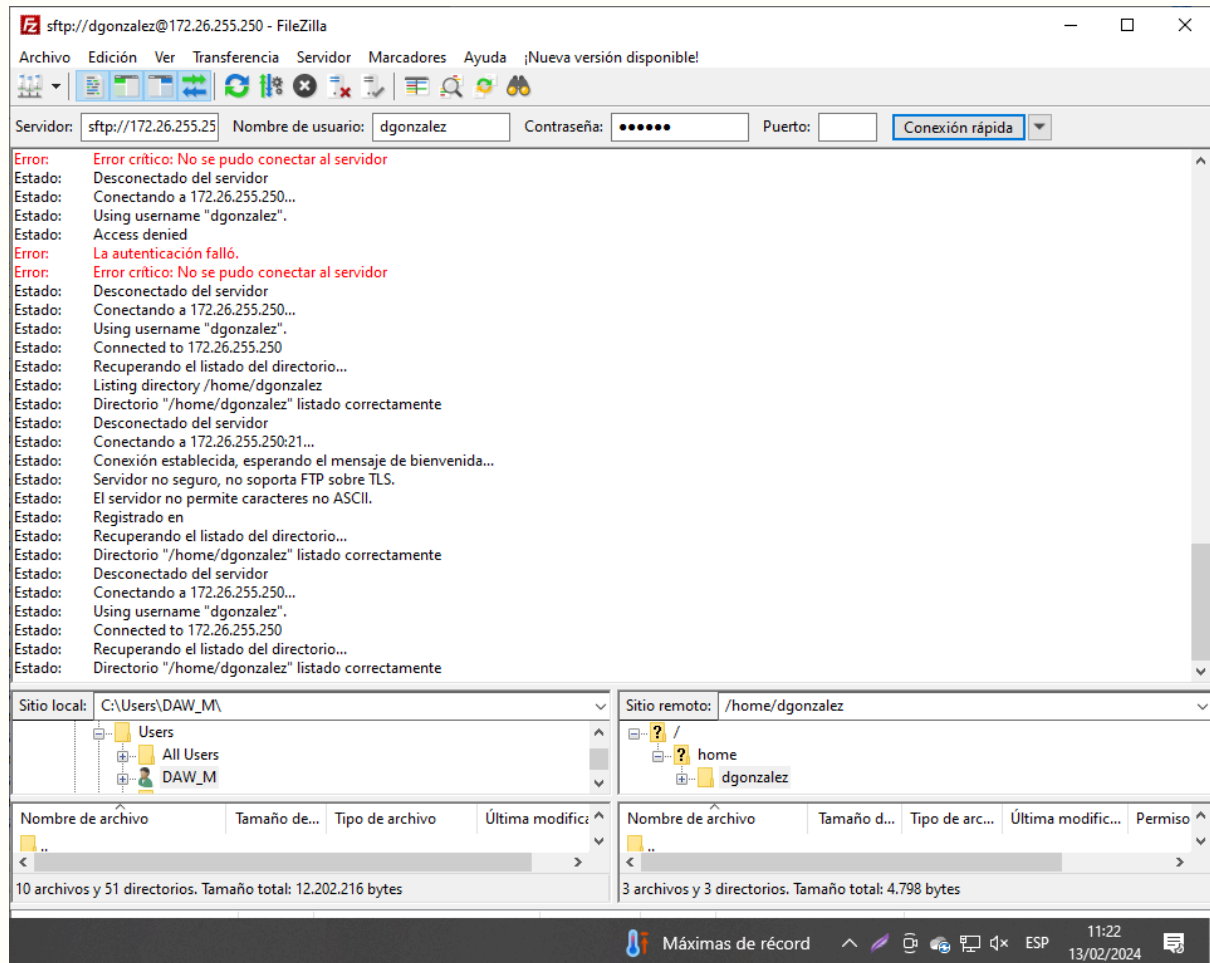 sftp://dgonzalez@172.26.255.250 - FileZilla
Archivo Edición Ver Transferencia Servidor Marcadores Ayuda ¡Nueva versión disponible!
Servidor: sftp://172.26.255.25 Nombre de usuario: dgonzalez Contraseña: ●●●●●● Puerto: Conexión rápida
Error: Error crítico: No se pudo conectar al servidor
Estado: Desconectado del servidor
Estado: Conectando a 172.26.255.250...
Estado: Using username "dgonzalez".
Estado: Access denied
Error: La autenticación falló.
Error: Error crítico: No se pudo conectar al servidor
Estado: Desconectado del servidor
Estado: Conectando a 172.26.255.250...
Estado: Using username "dgonzalez".
Estado: Connected to 172.26.255.250
Estado: Recuperando el listado del directorio...
Estado: Listing directory /home/dgonzalez
Estado: Directorio "/home/dgonzalez" listado correctamente
Estado: Desconectado del servidor
Estado: Conectando a 172.26.255.250:21...
Estado: Conexión establecida, esperando el mensaje de bienvenida...
Estado: Servidor no seguro, no soporta FTP sobre TLS.
Estado: El servidor no permite caracteres no ASCII.
Estado: Registrado en
Estado: Recuperando el listado del directorio...
Estado: Directorio "/home/dgonzalez" listado correctamente
Estado: Desconectado del servidor
Estado: Conectando a 172.26.255.250...
Estado: Using username "dgonzalez".
Estado: Connected to 172.26.255.250
Estado: Recuperando el listado del directorio...
Estado: Directorio "/home/dgonzalez" listado correctamente
Sitio local: C:\Users\DAW_M\
Users
All Users
DAW_M
Sitio remoto: /home/dgonzalez
? /
? home
dgonzalez
Nombre de archivo Tamaño de... Tipo de archivo Última modifica
..
10 archivos y 51 directorios. Tamaño total: 12.202.216 bytes
Nombre de archivo Tamaño d... Tipo de arc... Última modific... Permiso
..
3 archivos y 3 directorios. Tamaño total: 4.798 bytes
Máximas de récord ESP 11:22
13/02/2024